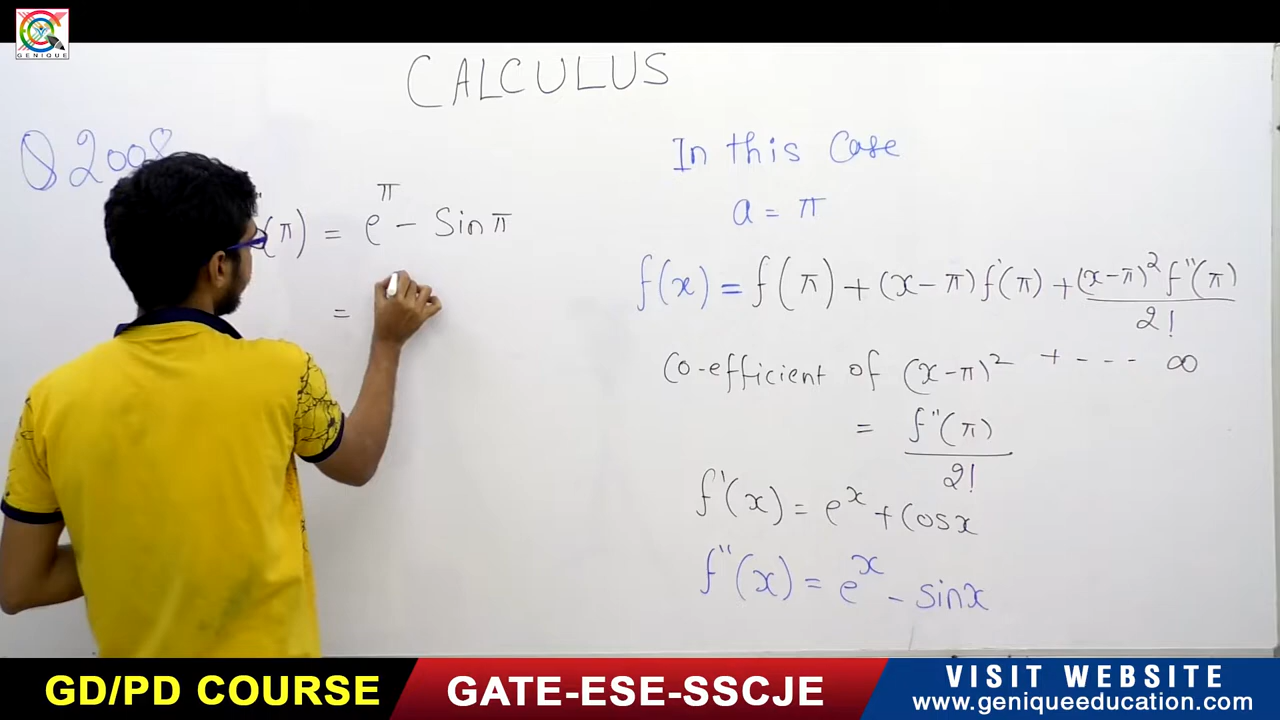 GENIQUE
CALCULUS
Q 2008
(π) = e^π - Sin π
=
In this Case
a = π
f(x) = f(π) + (x-π) f'(π) + (x-π)² f''(π) / 2!
+ - - - ∞
Co-efficient of (x-π)²
= f''(π) / 2!
f'(x) = e^x + Cos x
f''(x) = e^x - sin x
GD/PD COURSE
GATE-ESE-SSCJE
VISIT WEBSITE
www.geniqueeducation.com